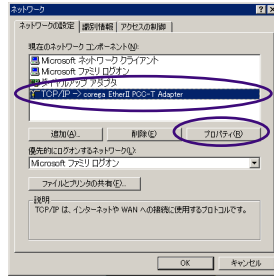 ネットワーク
ネットワークの設定 識別情報 アクセスの制御
現在のネットワーク コンポーネント(N):
Microsoft ネットワーク クライアント
Microsoft ファミリ ログオン
ダイヤルアップ アダプタ
TCP/IP -> corega EtherII PCC-T Adapter
追加(A)... 削除(E) プロパティ(R)
優先的にログオンするネットワーク(L):
Microsoft ファミリ ログオン
ファイルとプリンタの共有(F)...
説明
TCP/IP は、インターネットや WAN への接続に使用するプロトコルです。
OK キャンセル